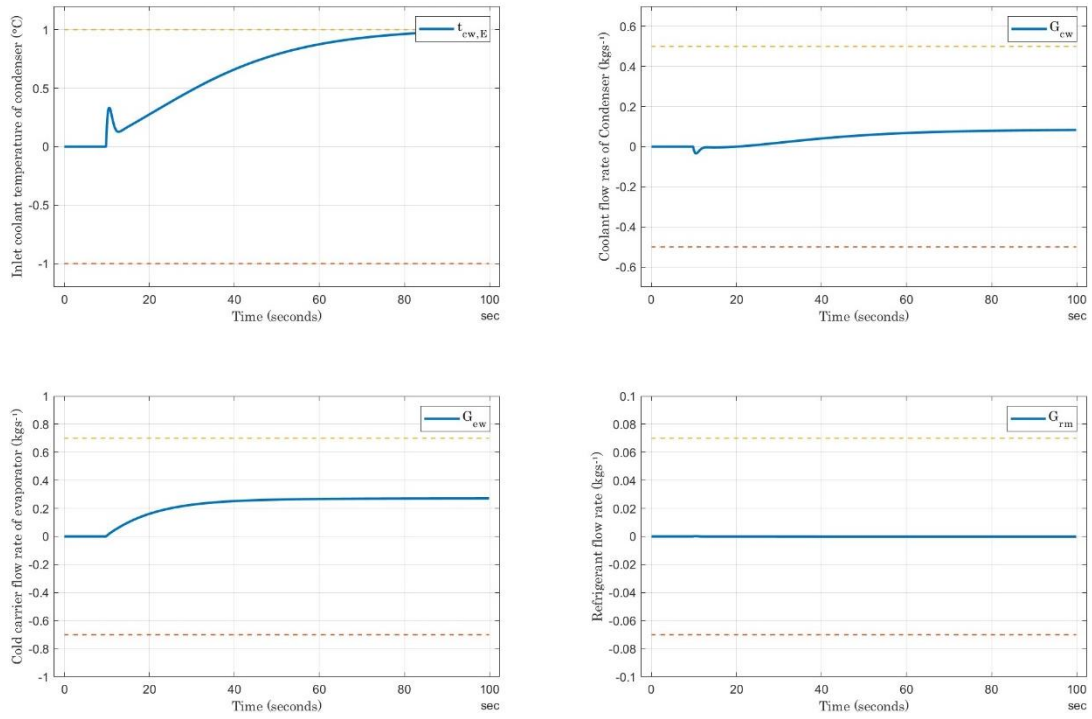 Inlet coolant temperature of condenser (°C)
1
0.5
0
-0.5
-1
t_cw,E
0 20 40 60 80 100
Time (seconds)
sec
Coolant flow rate of Condenser (kgs⁻¹)
0.6
0.4
0.2
0
-0.2
-0.4
-0.6
G_cw
0 20 40 60 80 100
Time (seconds)
sec
Cold carrier flow rate of evaporator (kgs⁻¹)
1
0.8
0.6
0.4
0.2
0
-0.2
-0.4
-0.6
-0.8
-1
G_ew
0 20 40 60 80 100
Time (seconds)
sec
Refrigerant flow rate (kgs⁻¹)
0.1
0.08
0.06
0.04
0.02
0
-0.02
-0.04
-0.06
-0.08
-0.1
G_rm
0 20 40 60 80 100
Time (seconds)
sec